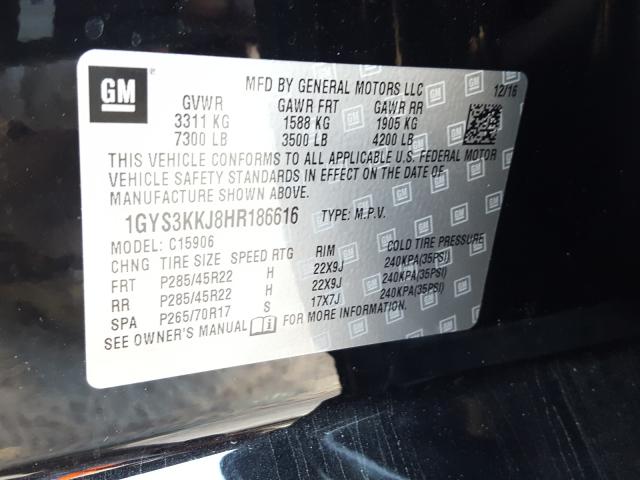 GM
MFD BY GENERAL MOTORS LLC
12/16
GVWR GAWR FRT GAWR RR
3311 KG 1588 KG 1905 KG
7300 LB 3500 LB 4200 LB
THIS VEHICLE CONFORMS TO ALL APPLICABLE U.S. FEDERAL MOTOR
VEHICLE SAFETY STANDARDS IN EFFECT ON THE DATE OF
MANUFACTURE SHOWN ABOVE.
1GYS3KKJ8HR186616 TYPE: M.P.V.
MODEL: C15906
CHNG TIRE SIZE SPEED RTG RIM COLD TIRE PRESSURE
FRT P285/45R22 H 22X9J 240KPA(35PSI)
RR P285/45R22 H 22X9J 240KPA(35PSI)
SPA P265/70R17 S 17X7J 240KPA(35PSI)
SEE OWNER'S MANUAL FOR MORE INFORMATION.